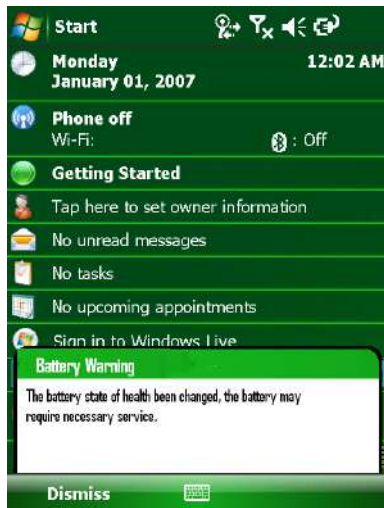 Start
Monday 12:02 AM
January 01, 2007
Phone off
Wi-Fi: : Off
Getting Started
Tap here to set owner information
No unread messages
No tasks
No upcoming appointments
Sign in to Windows Live
Battery Warning
The battery state of health been changed, the battery may
require necessary service.
Dismiss